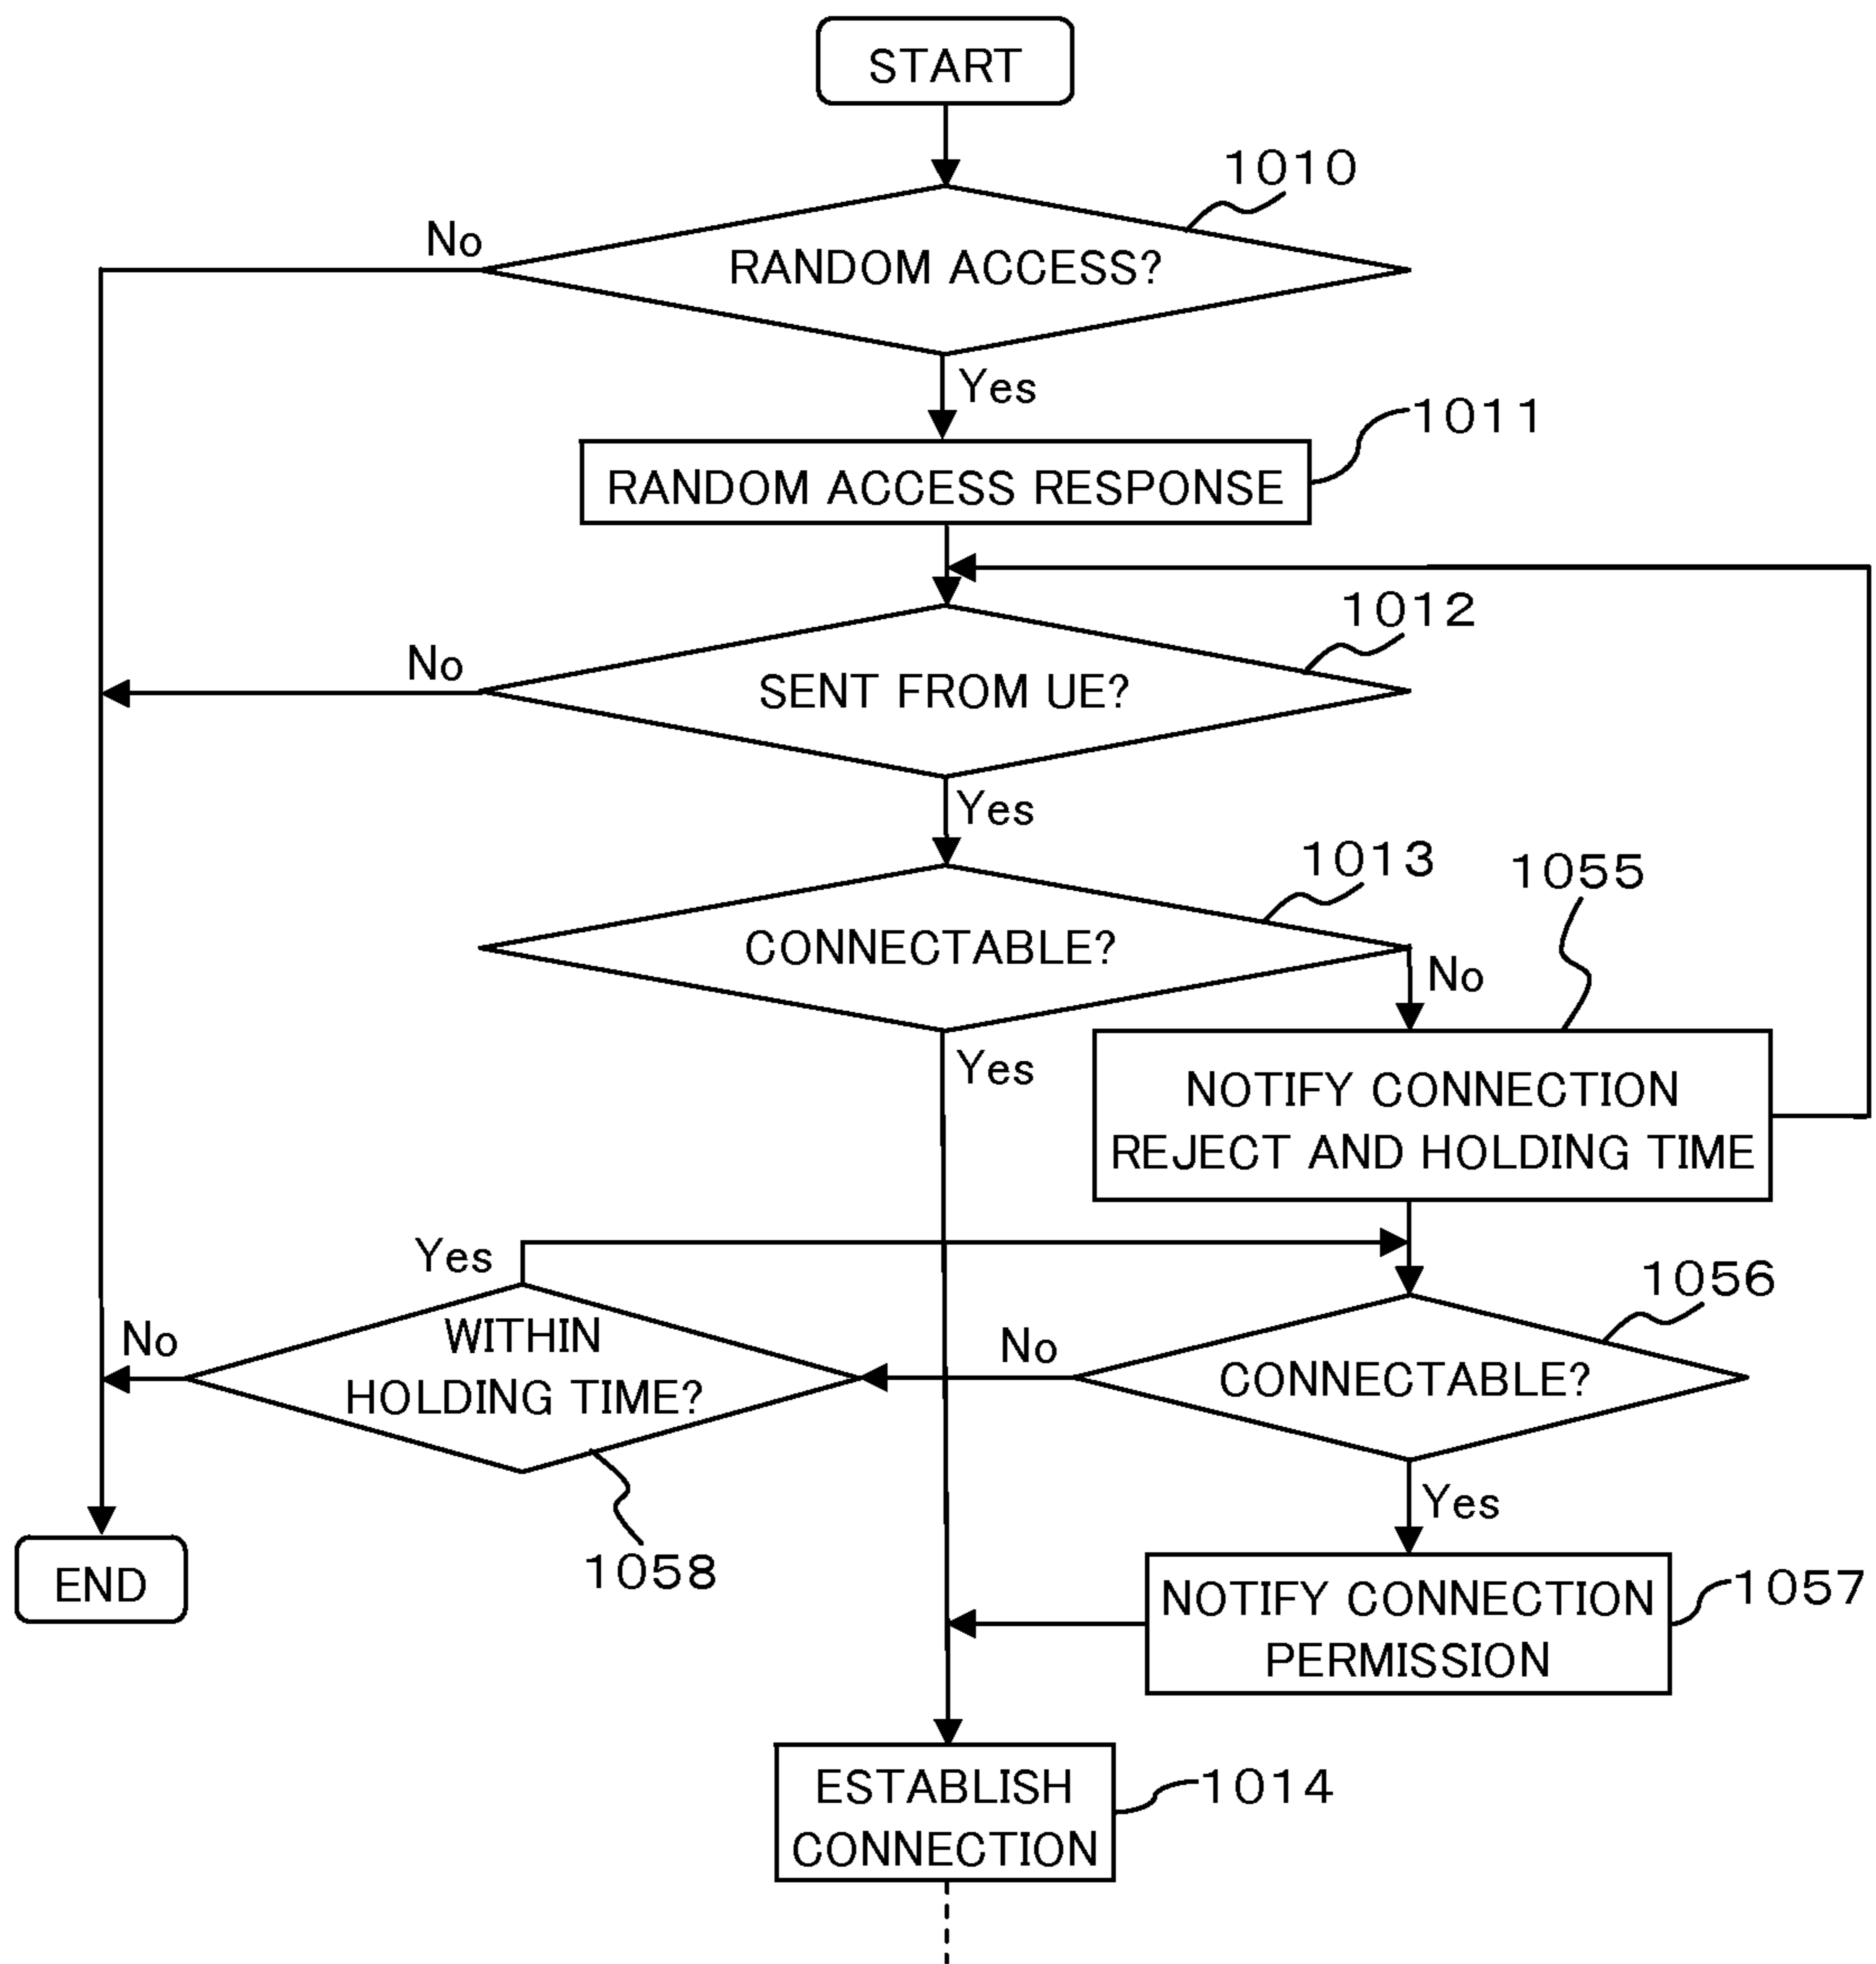 START
1010
No
RANDOM ACCESS?
Yes
1011
RANDOM ACCESS RESPONSE
1012
No
SENT FROM UE?
Yes
1013
1055
CONNECTABLE?
No
Yes
NOTIFY CONNECTION
REJECT AND HOLDING TIME
Yes
1056
No
WITHIN
HOLDING TIME?
No
CONNECTABLE?
Yes
1058
END
1057
NOTIFY CONNECTION
PERMISSION
ESTABLISH
CONNECTION
1014